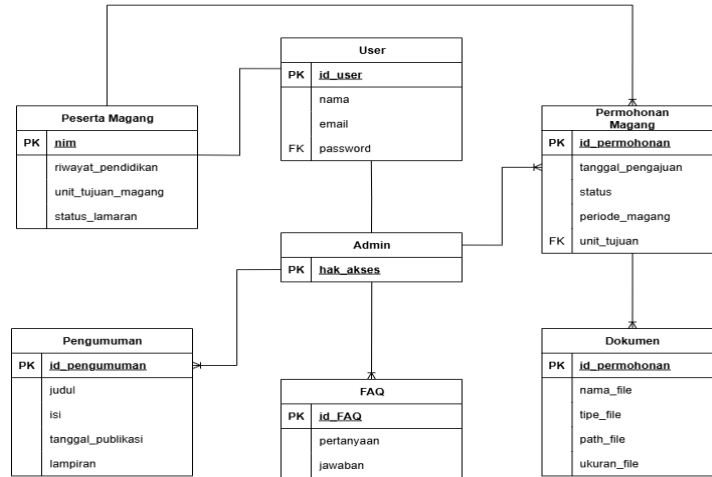 User
PK id_user
nama
email
FK password
Peserta Magang
PK nim
riwayat_pendidikan
unit_tujuan_magang
status_lamaran
Permohonan
Magang
PK id_permohonan
tanggal_pengajuan
status
periode_magang
FK unit_tujuan
Admin
PK hak_akses
Pengumuman
PK id_pengumuman
judul
isi
tanggal_publikasi
lampiran
FAQ
PK id_FAQ
pertanyaan
jawaban
Dokumen
PK id_permohonan
nama_file
tipe_file
path_file
ukuran_file